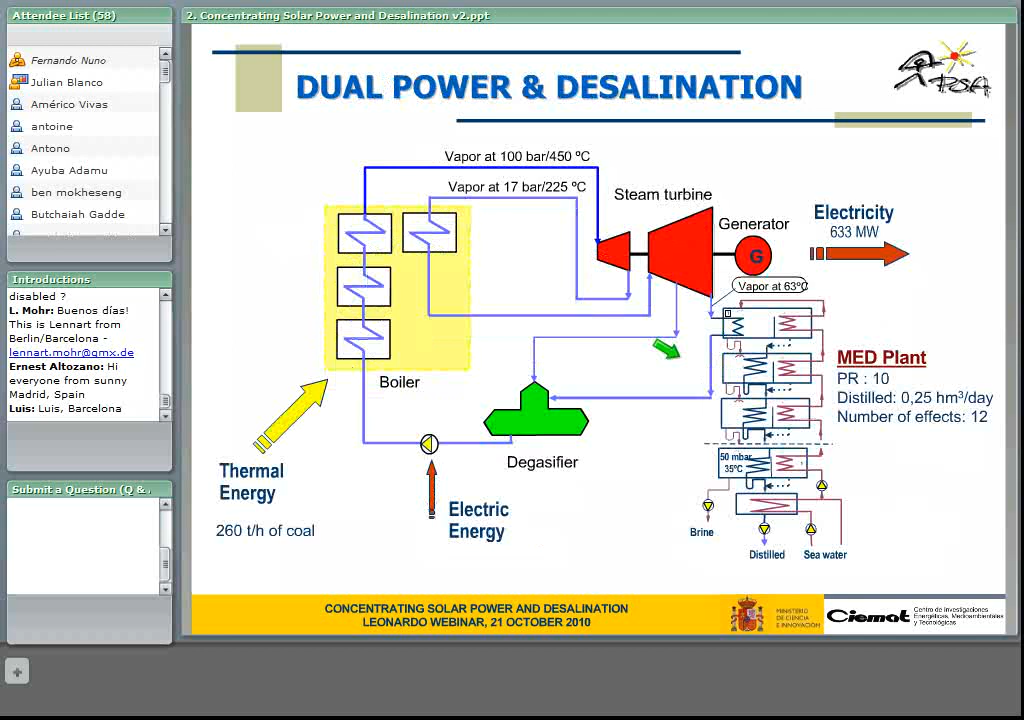 Attendee List (58)
Fernando Nuno
Julian Blanco
Américo Vivas
antoine
Antono
Ayuba Adamu
ben mokheseng
Butchaiah Gadde
Introductions
disabled ?
L. Mohr: Buenos días!
This is Lennart from
Berlin/Barcelona -
lennart.mohr@gmx.de
Ernest Altozano: Hi
everyone from sunny
Madrid, Spain
Luis: Luis, Barcelona
Submit a Question (Q &
2. Concentrating Solar Power and Desalination v2.ppt
DUAL POWER & DESALINATION
PSA
Vapor at 100 bar/450 ºC
Vapor at 17 bar/225 ºC
Steam turbine
Generator
G
Electricity
633 MW
Vapor at 63ºC
MED Plant
PR : 10
Distilled: 0,25 hm³/day
Number of effects: 12
Boiler
Degasifier
50 mbar
35ºC
Thermal
Energy
260 t/h of coal
Electric
Energy
Brine
Distilled
Sea water
CONCENTRATING SOLAR POWER AND DESALINATION
LEONARDO WEBINAR, 21 OCTOBER 2010
MINISTERIO
DE CIENCIA
E INNOVACIÓN
Ciemat
Centro de Investigaciones
Energéticas, Medioambientales
y Tecnológicas